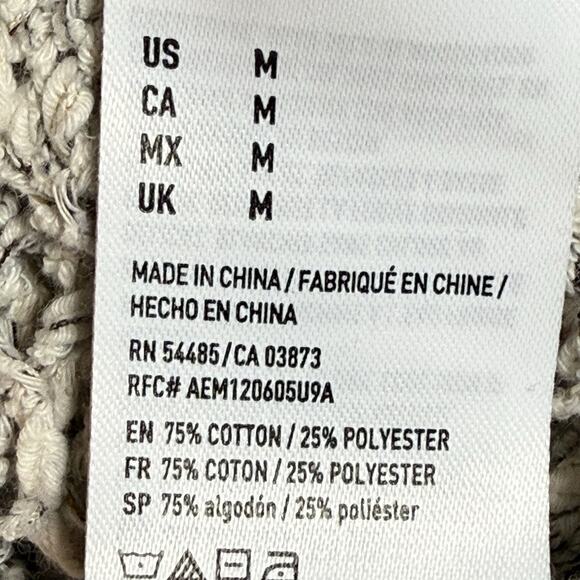 US M
CA M
MX M
UK M
MADE IN CHINA / FABRIQUÉ EN CHINE /
HECHO EN CHINA
RN 54485/CA 03873
RFC# AEM120605U9A
EN 75% COTTON / 25% POLYESTER
FR 75% COTON / 25% POLYESTER
SP 75% algodón / 25% poliéster